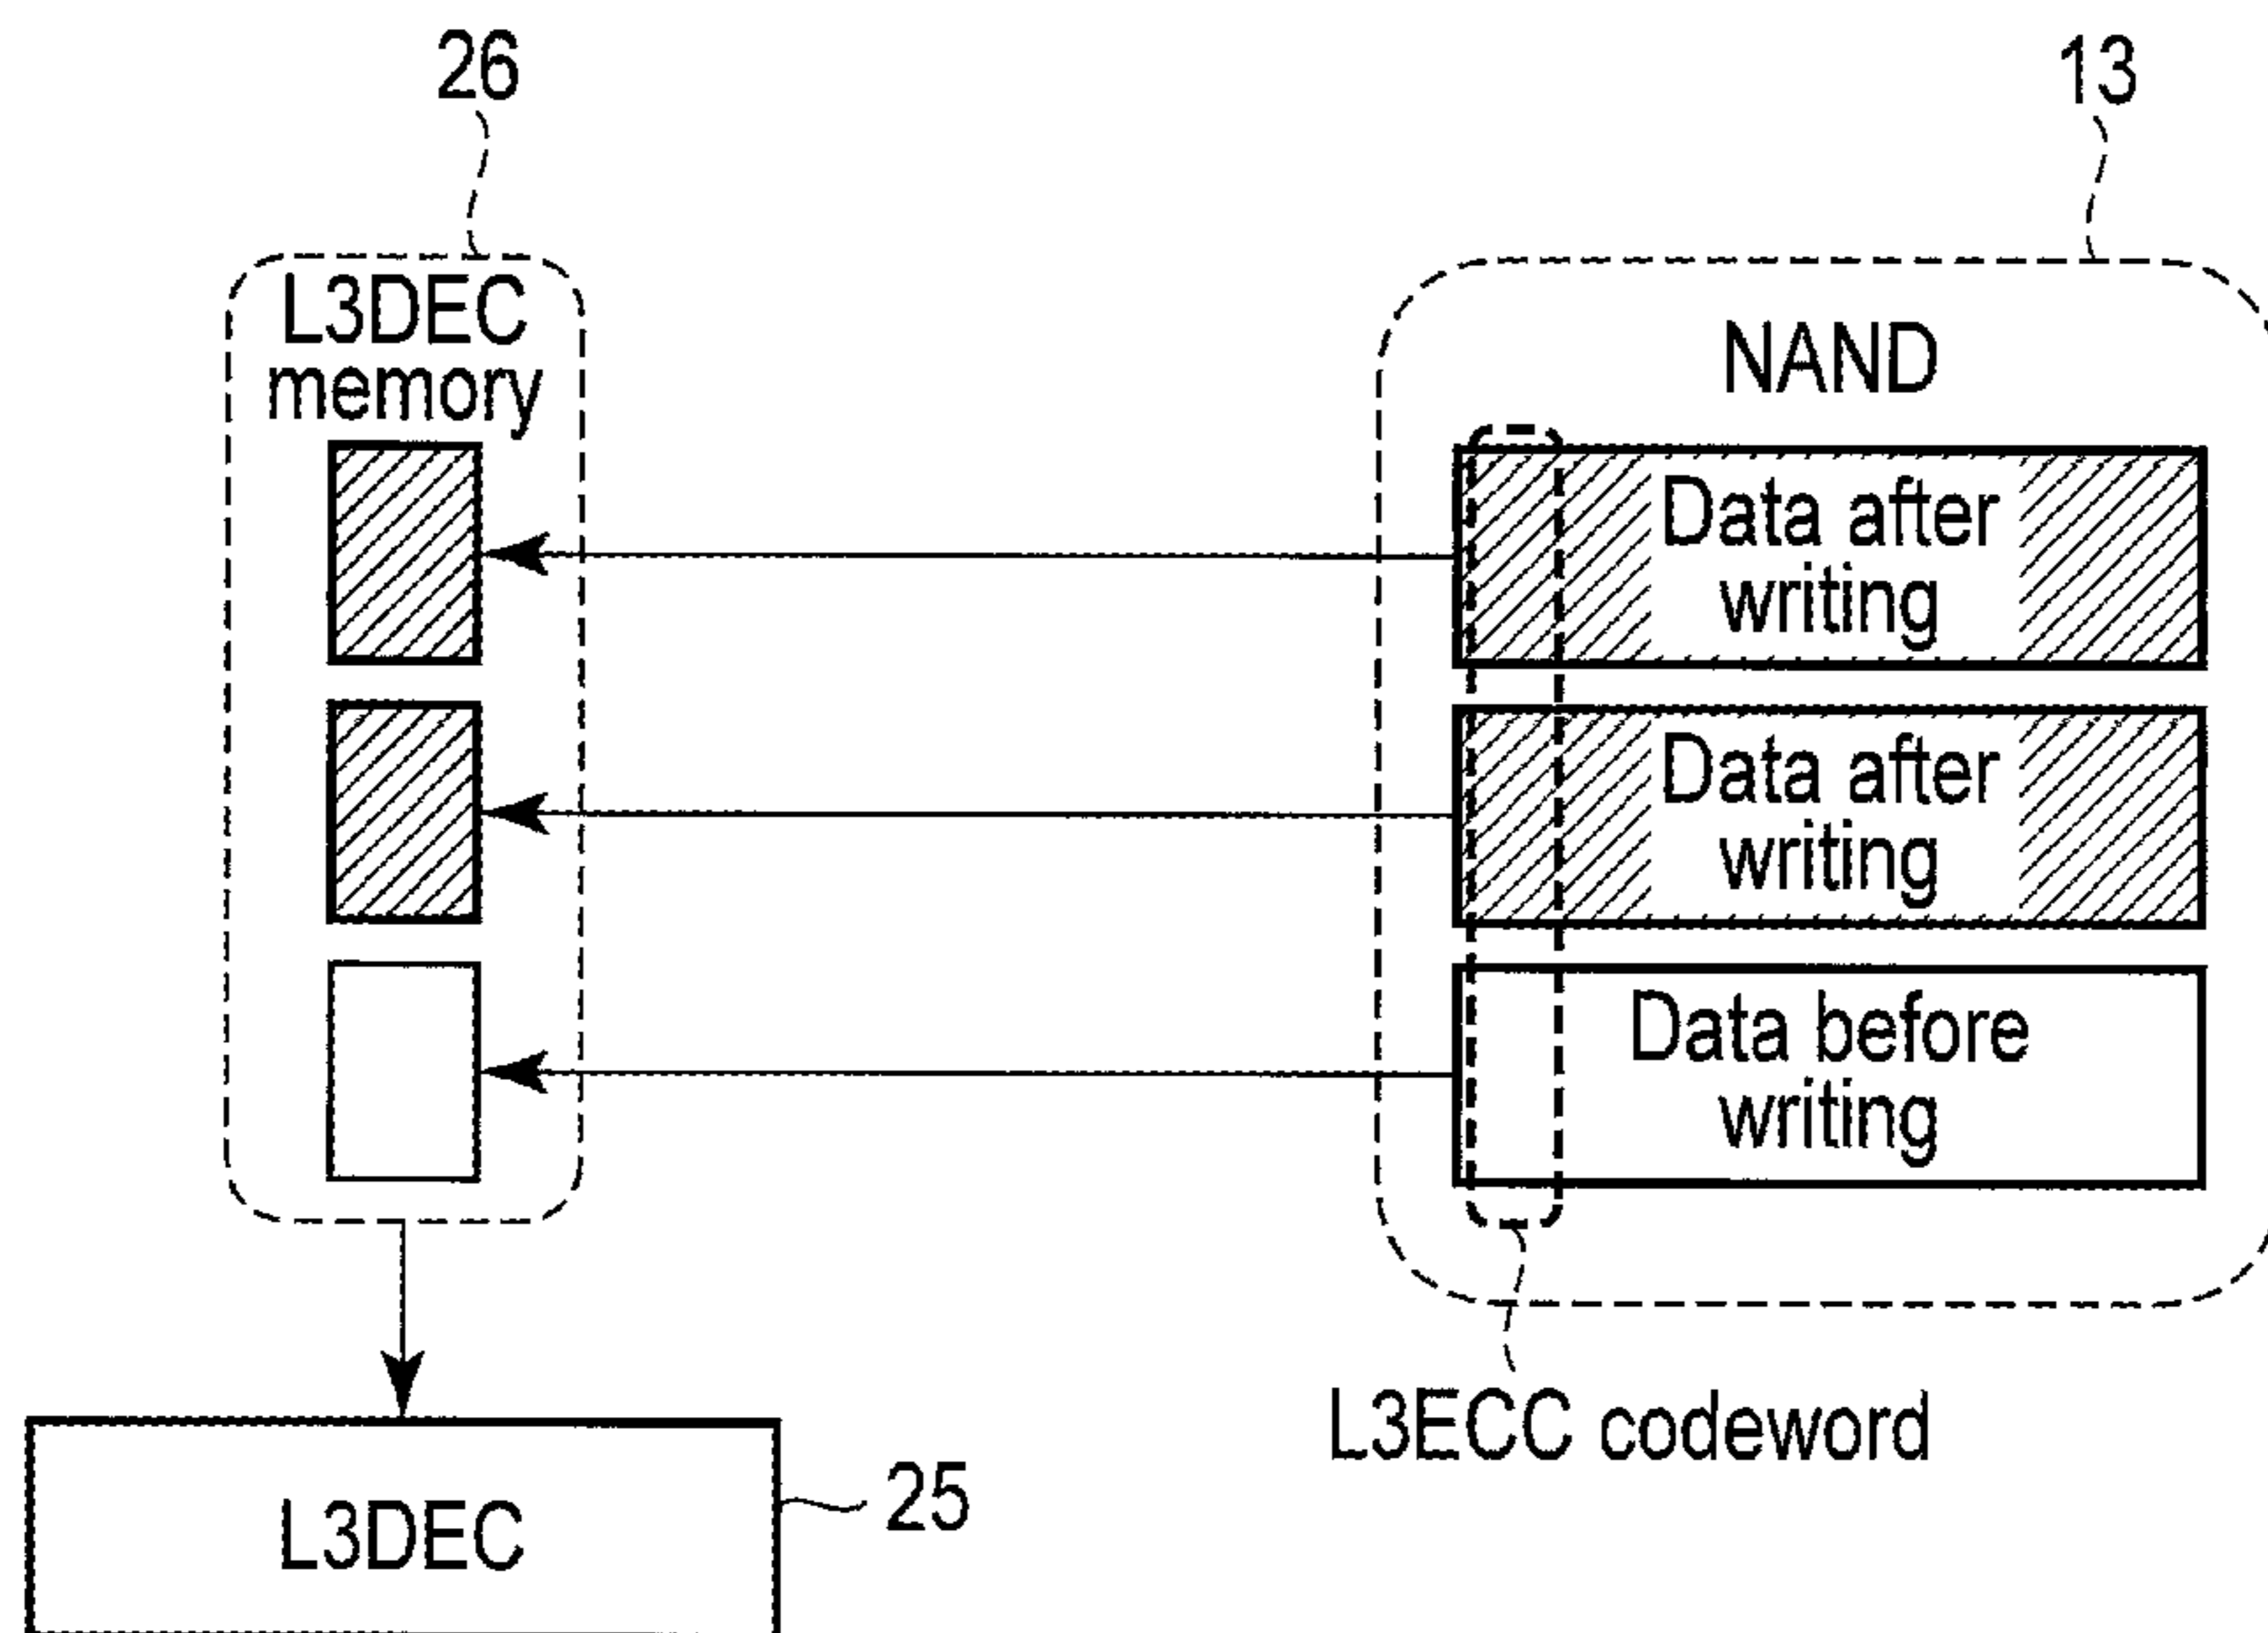 26
13
L3DEC
memory
NAND
Data after
writing
Data after
writing
Data before
writing
L3ECC codeword
L3DEC
25